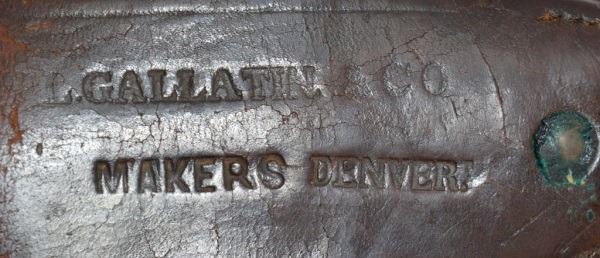 E. L. GALLATIN & CO
MAKERS DENVER.